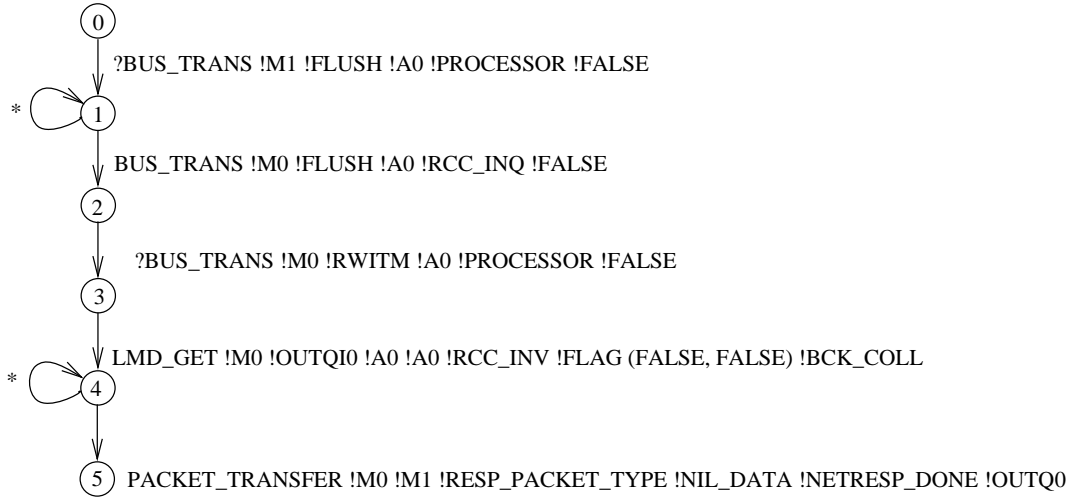 0
?BUS_TRANS !M1 !FLUSH !A0 !PROCESSOR !FALSE
*
1
BUS_TRANS !M0 !FLUSH !A0 !RCC_INQ !FALSE
2
?BUS_TRANS !M0 !RWITM !A0 !PROCESSOR !FALSE
3
LMD_GET !M0 !OUTQI0 !A0 !A0 !RCC_INV !FLAG (FALSE, FALSE) !BCK_COLL
*
4
5 PACKET_TRANSFER !M0 !M1 !RESP_PACKET_TYPE !NIL_DATA !NETRESP_DONE !OUTQ0